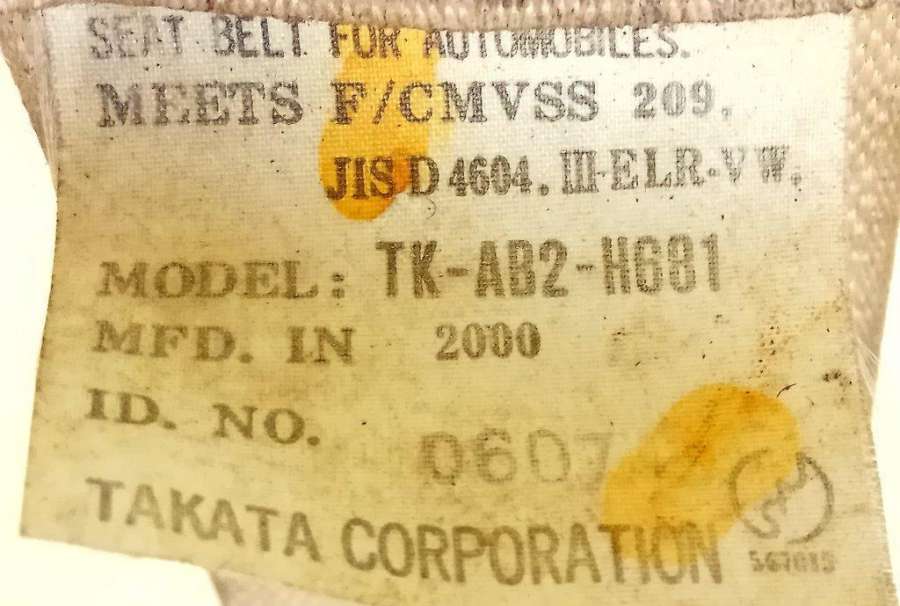 SEAT BELT FOR AUTOMOBILES.
MEETS F/CMVSS 209.
JIS D 4604. III-ELR-VW.
MODEL: TK-AB2-H681
MFD. IN 2000
ID. NO. 0607
TAKATA CORPORATION